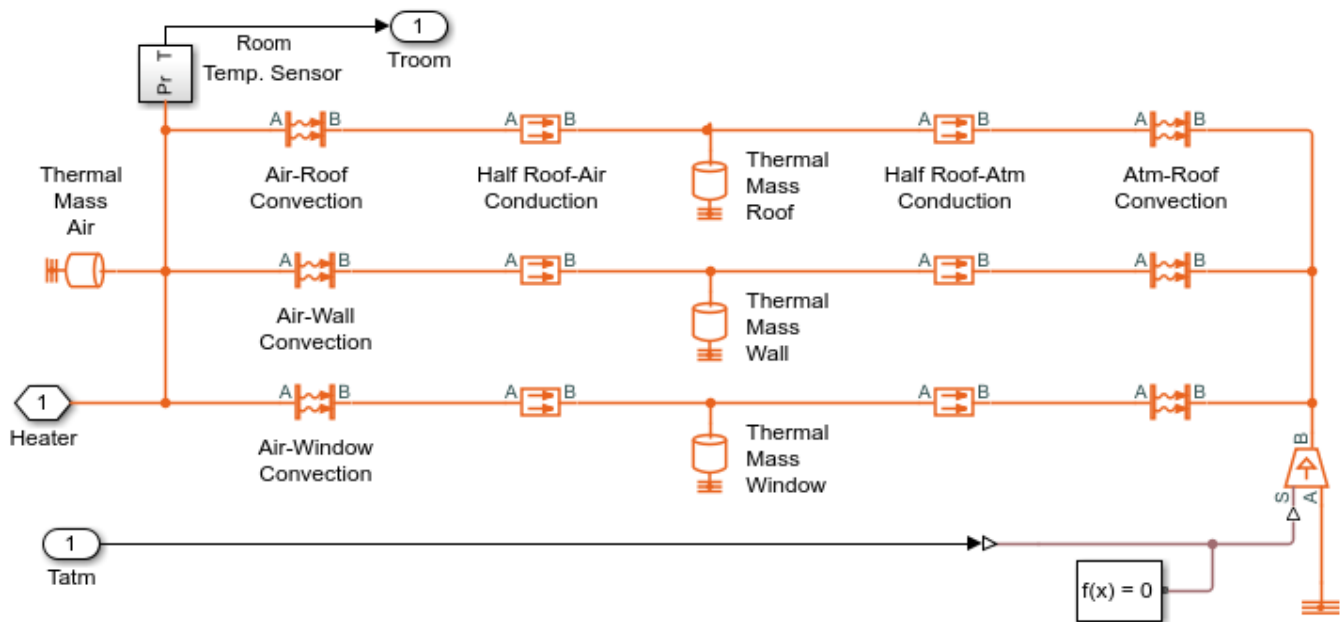 1
Room
Troom
Pr T
Temp. Sensor
A B A B A B A B
Thermal
Mass
Air
Air-Roof
Convection
Half Roof-Air
Conduction
Thermal
Mass
Roof
Half Roof-Atm
Conduction
Atm-Roof
Convection
A B A B A B A B
Air-Wall
Convection
Thermal
Mass
Wall
A B A B A B A B
1
Heater
Air-Window
Convection
Thermal
Mass
Window
B
S A
1
Tatm
f(x) = 0